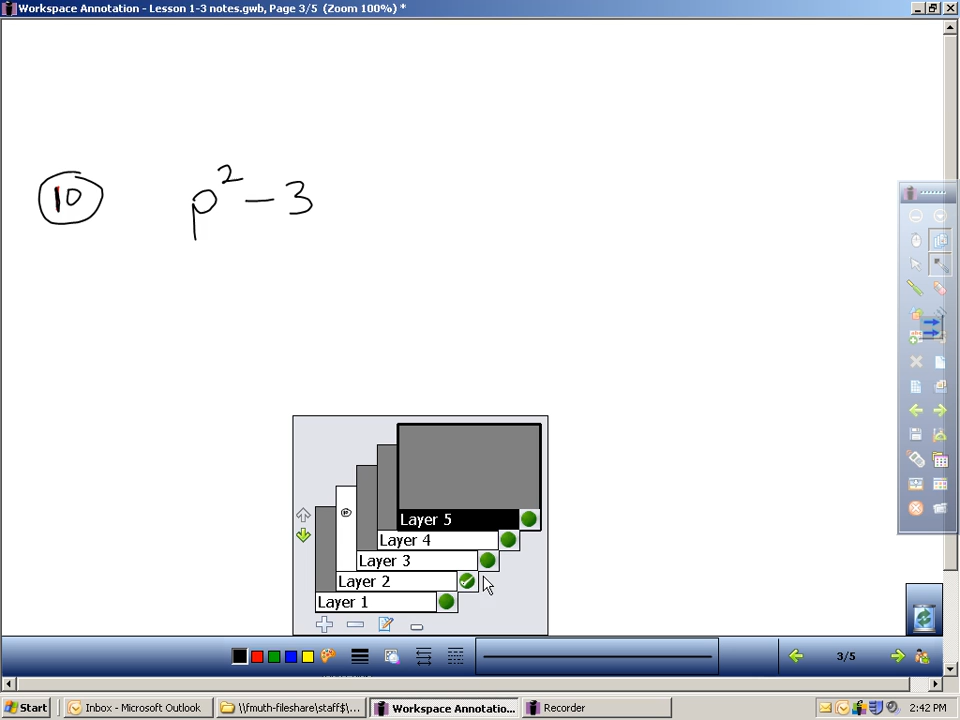 Workspace Annotation - Lesson 1-3 notes.gwb, Page 3/5 (Zoom 100%) *
10 p² − 3
Layer 5
Layer 4
Layer 3
Layer 2
Layer 1
3/5
Start Inbox - Microsoft Outlook \\fmuth-fileshare\staff$\... Workspace Annotatio... Recorder 2:42 PM